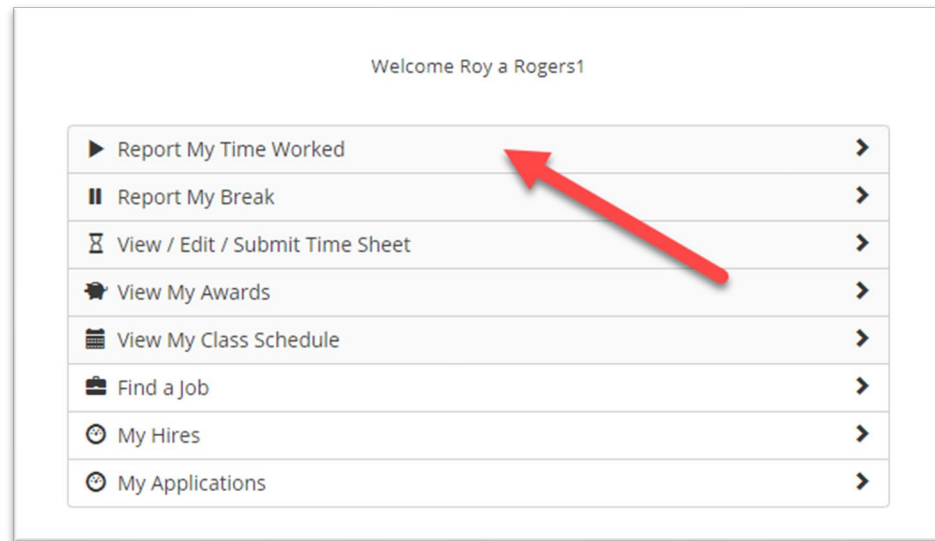 Welcome Roy a Rogers1
Report My Time Worked
Report My Break
View / Edit / Submit Time Sheet
View My Awards
View My Class Schedule
Find a Job
My Hires
My Applications